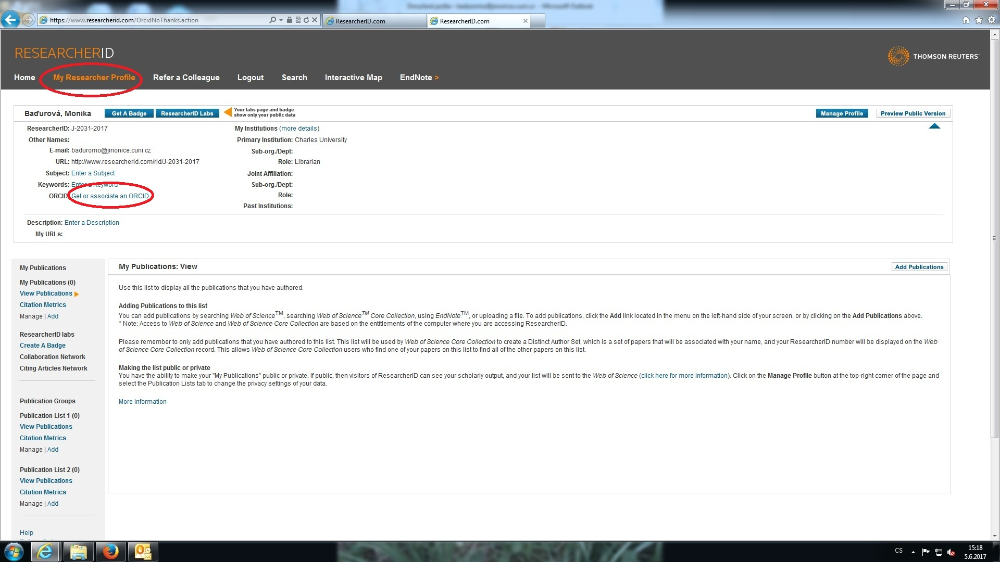 https://www.researcherid.com/OrcidNoThanks.action
ResearcherID.com
ResearcherID.com
RESEARCHERID
THOMSON REUTERS™
Home My Researcher Profile Refer a Colleague Logout Search Interactive Map EndNote >
Baďurová, Monika Get A Badge ResearcherID Labs Your labs page and badge
show only your public data
Manage Profile Preview Public Version
ResearcherID: J-2031-2017
Other Names:
E-mail: baduromo@jinonice.cuni.cz
URL: http://www.researcherid.com/rid/J-2031-2017
Subject: Enter a Subject
Keywords: Enter a Keyword
ORCID Get or associate an ORCID
My Institutions (more details)
Primary Institution: Charles University
Sub-org./Dept:
Role: Librarian
Joint Affiliation:
Sub-org./Dept:
Role:
Past Institutions:
Description: Enter a Description
My URLs:
My Publications
My Publications (0)
View Publications
Citation Metrics
Manage | Add
ResearcherID labs
Create A Badge
Collaboration Network
Citing Articles Network
Publication Groups
Publication List 1 (0)
View Publications
Citation Metrics
Manage | Add
Publication List 2 (0)
View Publications
Citation Metrics
Manage | Add
Help
My Publications: View
Add Publications
Use this list to display all the publications that you have authored.
Adding Publications to this list
You can add publications by searching Web of Science™, searching Web of Science™ Core Collection, using EndNote™, or uploading a file. To add publications, click the Add link located in the menu on the left-hand side of your screen, or by clicking on the Add Publications above.
* Note: Access to Web of Science and Web of Science Core Collection are based on the entitlements of the computer where you are accessing ResearcherID.
Please remember to only add publications that you have authored to this list. This list will be used by Web of Science Core Collection to create a Distinct Author Set, which is a set of papers that will be associated with your name, and your ResearcherID number will be displayed on the Web
of Science Core Collection record. This allows Web of Science Core Collection users who find one of your papers on this list to find all of the other papers on this list.
Making the list public or private
You have the ability to make your "My Publications" public or private. If public, then visitors of ResearcherID can see your scholarly output, and your list will be sent to the Web of Science (click here for more information). Click on the Manage Profile button at the top-right corner of the page and
select the Publication Lists tab to change the privacy settings of your data.
More information
CS
15:18
5.6.2017